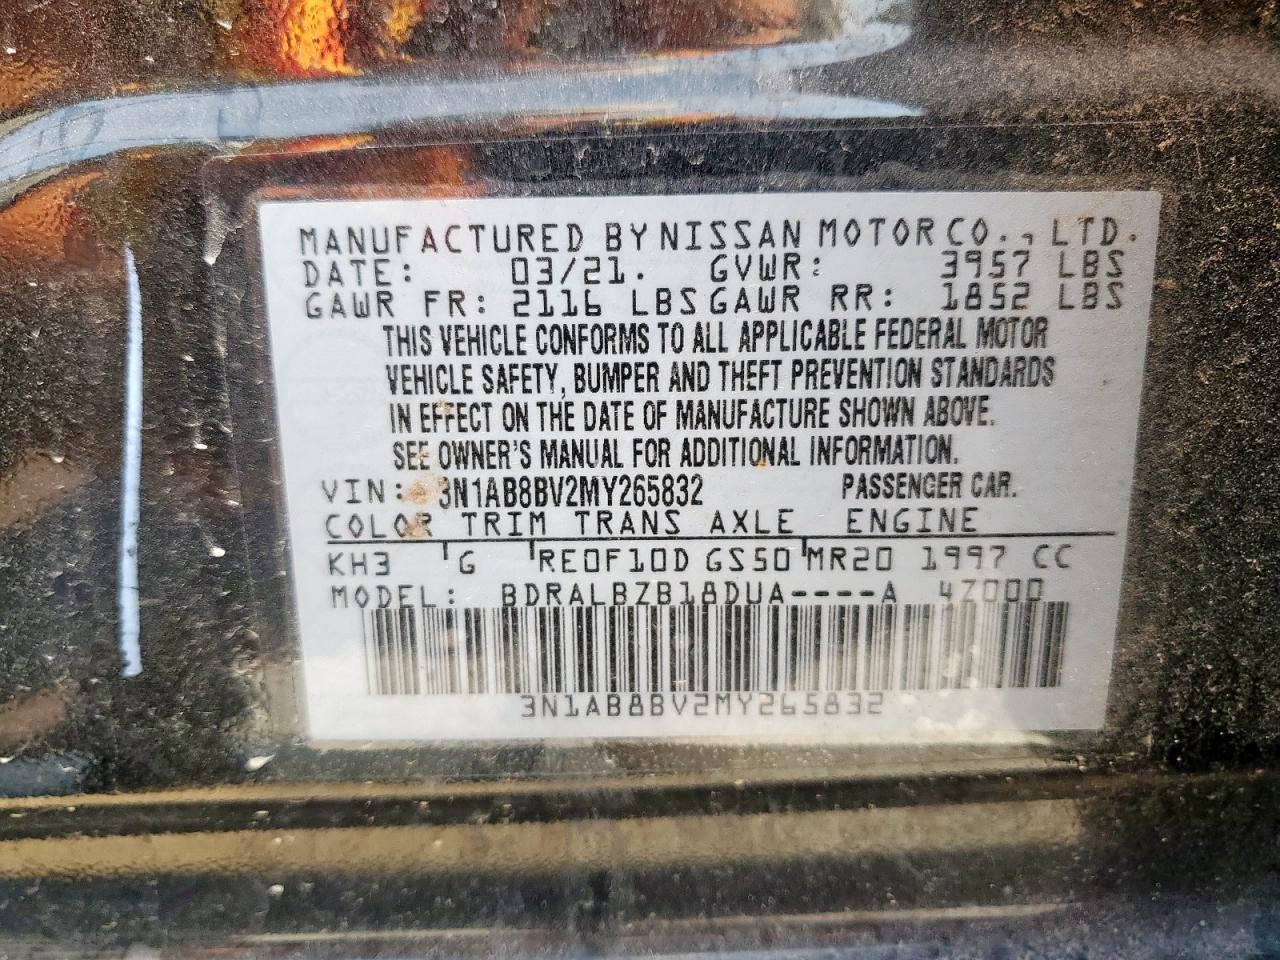 MANUFACTURED BY NISSAN MOTOR CO., LTD.
DATE: 03/21. GVWR: 3957 LBS
GAWR FR: 2116 LBS GAWR RR: 1852 LBS
THIS VEHICLE CONFORMS TO ALL APPLICABLE FEDERAL MOTOR
VEHICLE SAFETY, BUMPER AND THEFT PREVENTION STANDARDS
IN EFFECT ON THE DATE OF MANUFACTURE SHOWN ABOVE.
SEE OWNER'S MANUAL FOR ADDITIONAL INFORMATION.
VIN: 3N1AB8BV2MY265832 PASSENGER CAR.
COLOR TRIM TRANS AXLE ENGINE
KH3 G RE0F10D GS50 MR20 1997 CC
MODEL: BDRALBZB18DUA----A 4Z000
3N1AB8BV2MY265832